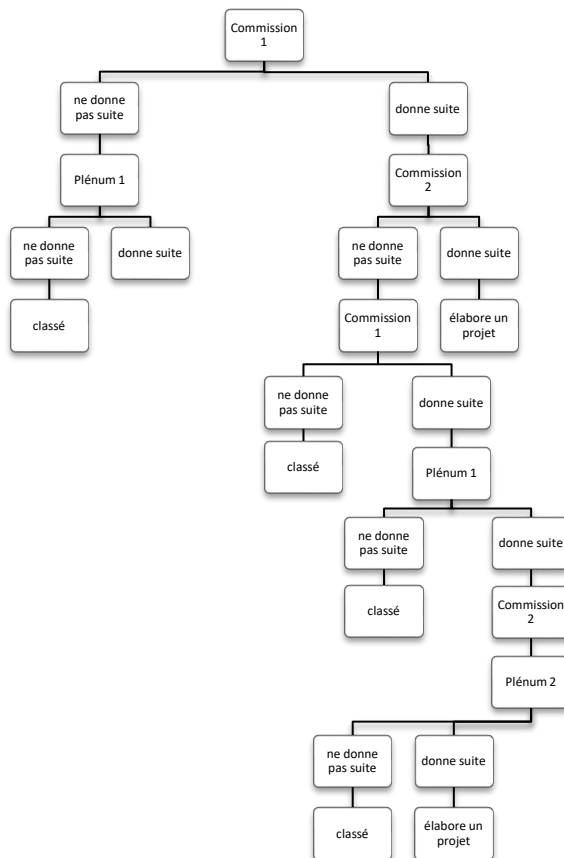 Commission
1
ne donne
pas suite
donne suite
Plénum 1
Commission
2
ne donne
pas suite
donne suite
ne donne
pas suite
donne suite
classé
Commission
1
élabore un
projet
ne donne
pas suite
donne suite
classé
Plénum 1
ne donne
pas suite
donne suite
classé
Commission
2
Plénum 2
ne donne
pas suite
donne suite
classé
élabore un
projet